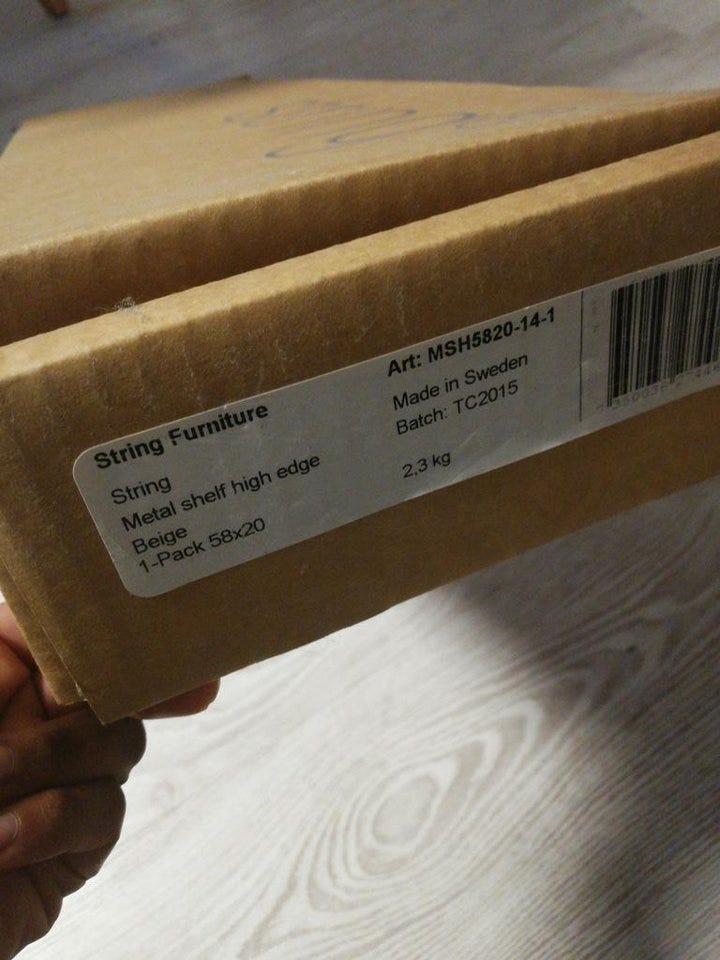 String Furniture
String
Metal shelf high edge
Beige
1-Pack 58x20
Art: MSH5820-14-1
Made in Sweden
Batch: TC2015
2,3 kg